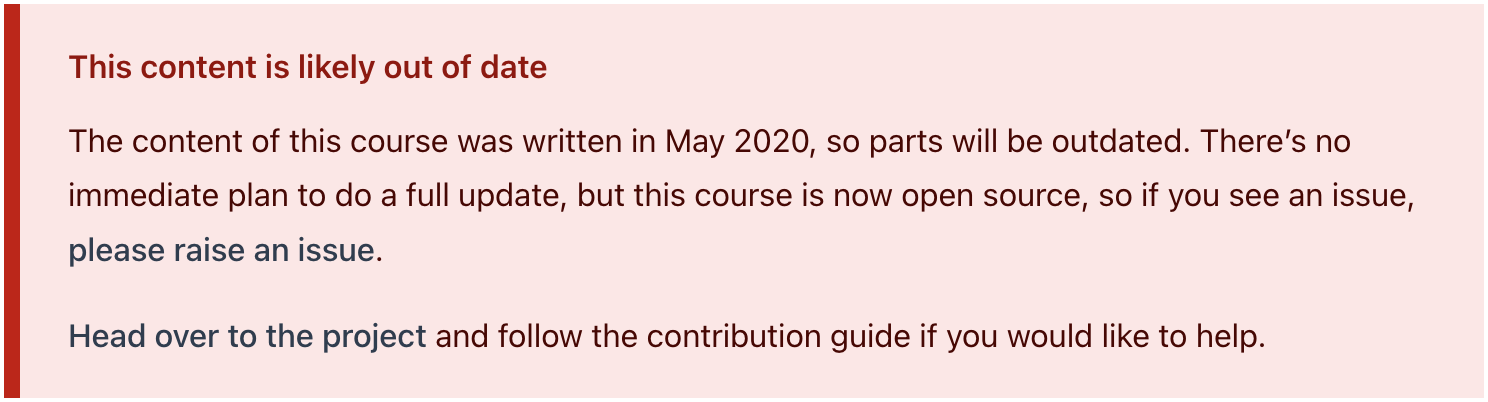 This content is likely out of date
The content of this course was written in May 2020, so parts will be outdated. There’s no
immediate plan to do a full update, but this course is now open source, so if you see an issue,
please raise an issue.
Head over to the project and follow the contribution guide if you would like to help.